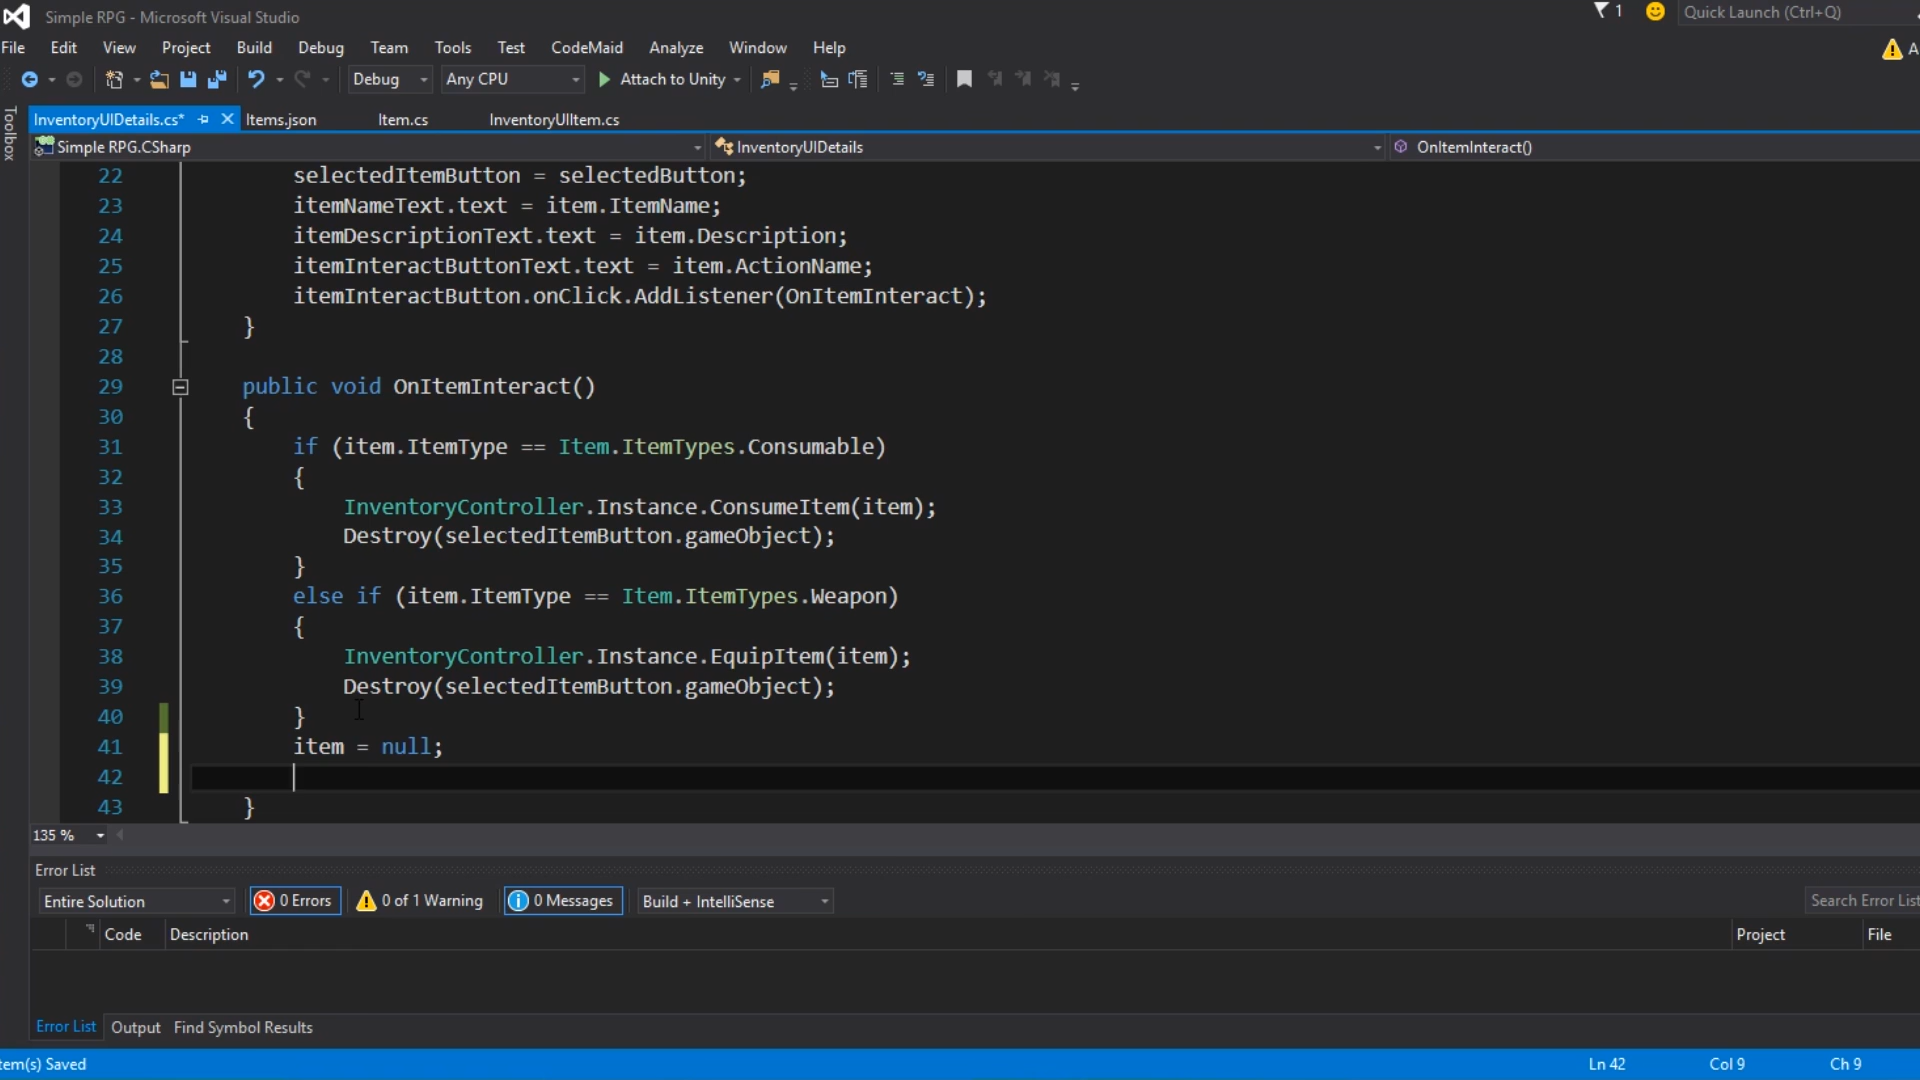 Simple RPG - Microsoft Visual Studio
1
Quick Launch (Ctrl+Q)
File Edit View Project Build Debug Team Tools Test CodeMaid Analyze Window Help
A
Debug Any CPU Attach to Unity
Toolbox
InventoryUIDetails.cs* Items.json Item.cs InventoryUIItem.cs
Simple RPG.CSharp InventoryUIDetails OnItemInteract()
22 selectedItemButton = selectedButton;
23 itemNameText.text = item.ItemName;
24 itemDescriptionText.text = item.Description;
25 itemInteractButtonText.text = item.ActionName;
26 itemInteractButton.onClick.AddListener(OnItemInteract);
27 }
28
29 public void OnItemInteract()
30 {
31 if (item.ItemType == Item.ItemTypes.Consumable)
32 {
33 InventoryController.Instance.ConsumeItem(item);
34 Destroy(selectedItemButton.gameObject);
35 }
36 else if (item.ItemType == Item.ItemTypes.Weapon)
37 {
38 InventoryController.Instance.EquipItem(item);
39 Destroy(selectedItemButton.gameObject);
40 }
41 item = null;
42
43 }
135 %
Error List
Entire Solution 0 Errors 0 of 1 Warning 0 Messages Build + IntelliSense Search Error List
Code Description Project File
Error List Output Find Symbol Results
tem(s) Saved Ln 42 Col 9 Ch 9